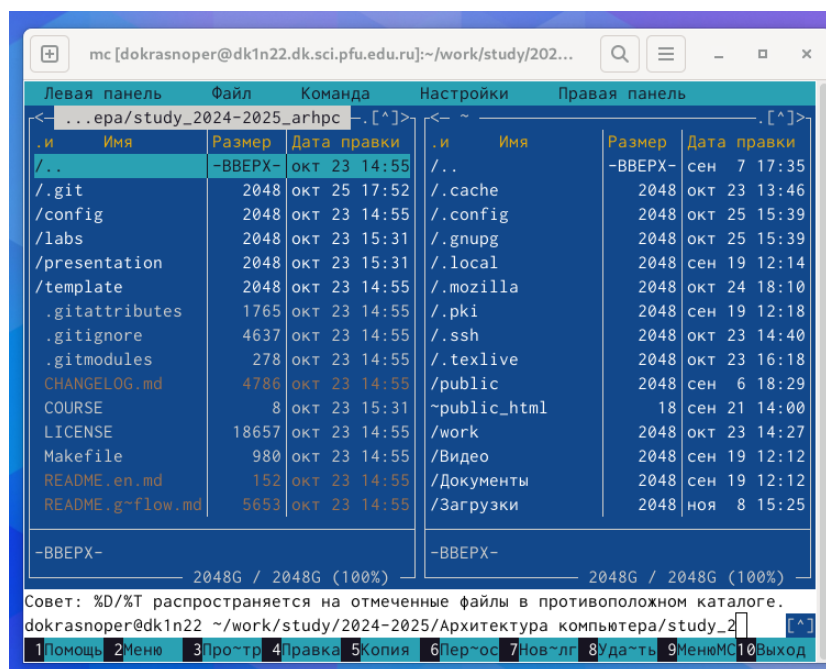 mc [dokrasnoper@dk1n22.dk.sci.pfu.edu.ru]:~/work/study/202...
Левая панель Файл Команда Настройки Правая панель
<— ...epa/study_2024-2025_arhpc —.[^]> <— ~ —.[^]>
.и Имя Размер Дата правки .и Имя Размер Дата правки
/.. -ВВЕРХ- окт 23 14:55 /.. -ВВЕРХ- сен 7 17:35
/.git 2048 окт 25 17:52 /.cache 2048 окт 23 13:46
/config 2048 окт 23 14:55 /.config 2048 окт 25 15:39
/labs 2048 окт 23 15:31 /.gnupg 2048 окт 25 15:39
/presentation 2048 окт 23 15:31 /.local 2048 сен 19 12:14
/template 2048 окт 23 14:55 /.mozilla 2048 окт 24 18:10
.gitattributes 1765 окт 23 14:55 /.pki 2048 сен 19 12:18
.gitignore 4637 окт 23 14:55 /.ssh 2048 окт 23 14:40
.gitmodules 278 окт 23 14:55 /.texlive 2048 окт 23 16:18
CHANGELOG.md 4786 окт 23 14:55 /public 2048 сен 6 18:29
COURSE 8 окт 23 15:31 ~public_html 18 сен 21 14:00
LICENSE 18657 окт 23 14:55 /work 2048 окт 23 14:27
Makefile 980 окт 23 14:55 /Видео 2048 сен 19 12:12
README.en.md 152 окт 23 14:55 /Документы 2048 сен 19 12:12
README.g~flow.md 5653 окт 23 14:55 /Загрузки 2048 ноя 8 15:25
-ВВЕРХ- -ВВЕРХ-
2048G / 2048G (100%) 2048G / 2048G (100%)
Совет: %D/%T распространяется на отмеченные файлы в противоположном каталоге.
dokrasnoper@dk1n22 ~/work/study/2024-2025/Архитектура компьютера/study_2 [^]
1Помощь 2Меню 3Про~тр 4Правка 5Копия 6Пер~ос 7Нов~лг 8Уда~ть 9МенюМС 10Выход